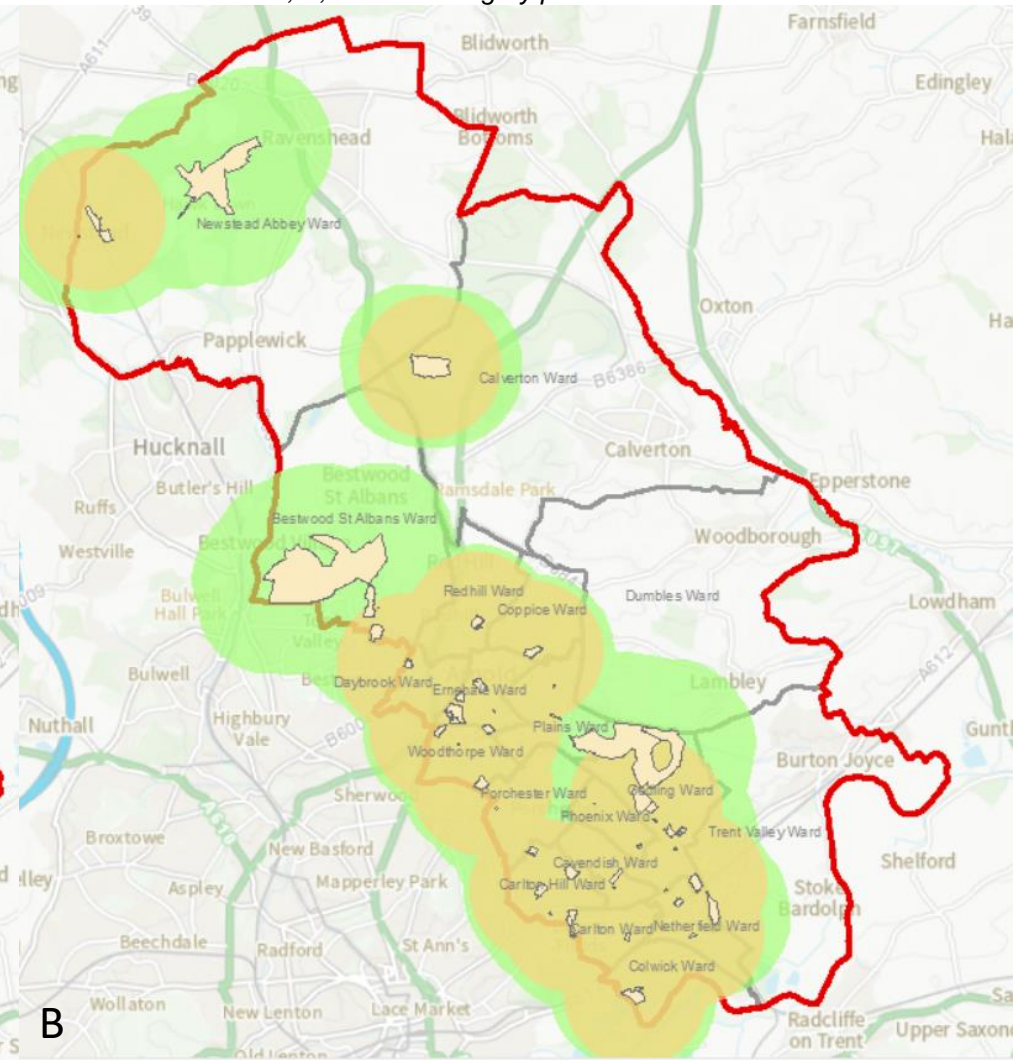 Farnsfield
Blidworth
A611
Edingley
Blidworth
Bottoms
Ravenshead
Newstead Abbey Ward
Oxton
Papplewick
Calverton Ward
B6386
Hucknall
Calverton
Butler's Hill
Bestwood
St Albans
Ramsdale Park
Epperstone
Ruffs
Bestwood St Albans Ward
Westville
Woodborough
Redhill Ward
Coppice Ward
Dumbles Ward
Bulwell
Hall Park
Lowdham
A612
Bulwell
Daybrook Ward
Ernehale Ward
Lambley
Nuthall
Highbury
Vale
B600
Plains Ward
Woodthorpe Ward
Burton Joyce
Porchester Ward
Gedling Ward
Phoenix Ward
Trent Valley Ward
Broxtowe
New Basford
Cavendish Ward
Shelford
Aspley
Mapperley Park
Carlton Hill Ward
Stoke
Bardolph
Beechdale
Radford
St Ann's
Carlton Ward
Netherfield Ward
Colwick Ward
Wollaton
New Lenton
Lace Market
Radcliffe
on Trent
B
Old Lenton